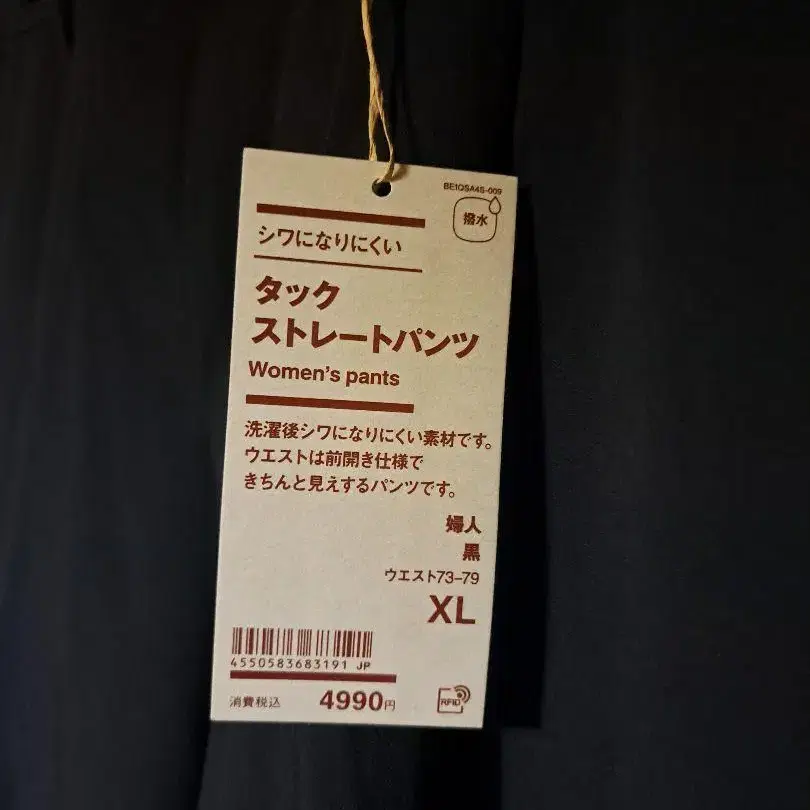 BE1QSA4S-009
撥水
シワになりにくい
タック
ストレートパンツ
Women's pants
洗濯後シワになりにくい素材です。
ウエストは前開き仕様で
きちんと見えするパンツです。
婦人
黒
ウエスト73-79
XL
4550583683191 JP
消費税込 4990円
RFID